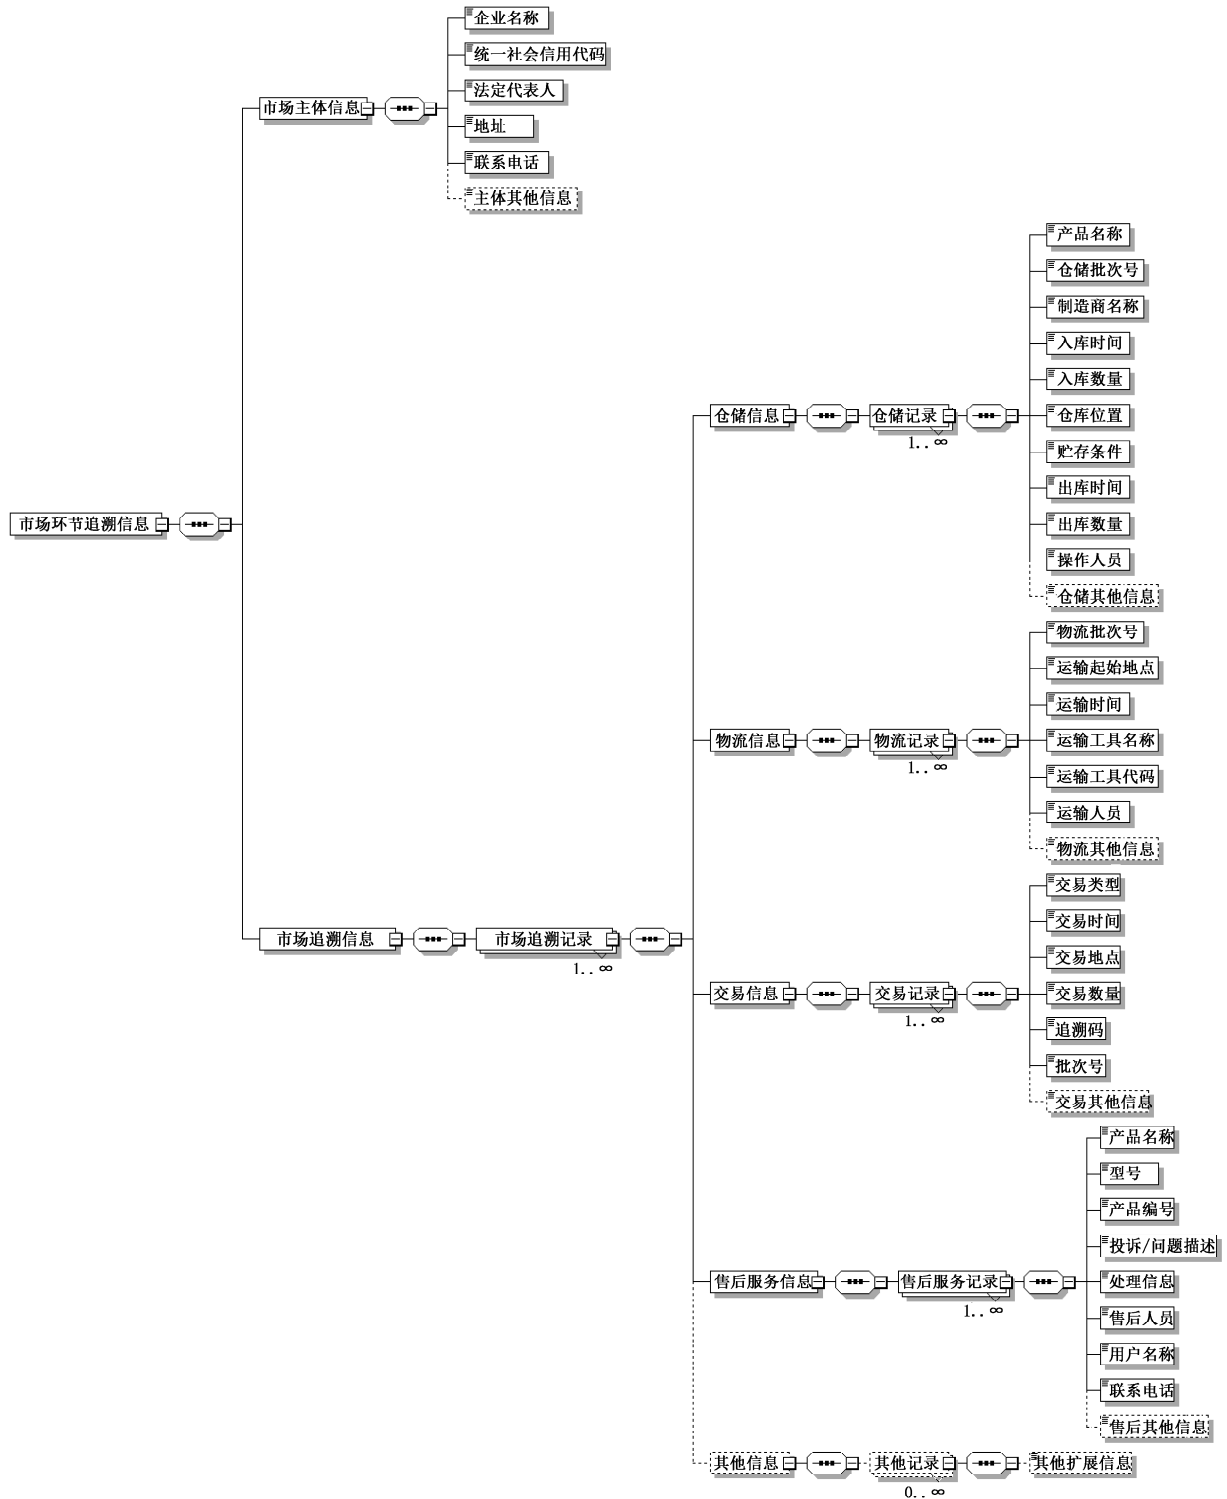 企业名称
统一社会信用代码
法定代表人
市场主体信息
地址
联系电话
主体其他信息
产品名称
仓储批次号
制造商名称
入库时间
入库数量
仓储信息
仓储记录
仓库位置
1..∞
贮存条件
出库时间
市场环节追溯信息
出库数量
操作人员
仓储其他信息
物流批次号
运输起始地点
运输时间
物流信息
物流记录
运输工具名称
1..∞
运输工具代码
运输人员
物流其他信息
交易类型
交易时间
市场追溯信息
市场追溯记录
1..∞
交易地点
交易信息
交易记录
交易数量
1..∞
追溯码
批次号
交易其他信息
产品名称
型号
产品编号
投诉/问题描述
售后服务信息
售后服务记录
处理信息
1..∞
售后人员
用户名称
联系电话
售后其他信息
其他信息
其他记录
其他扩展信息
0..∞